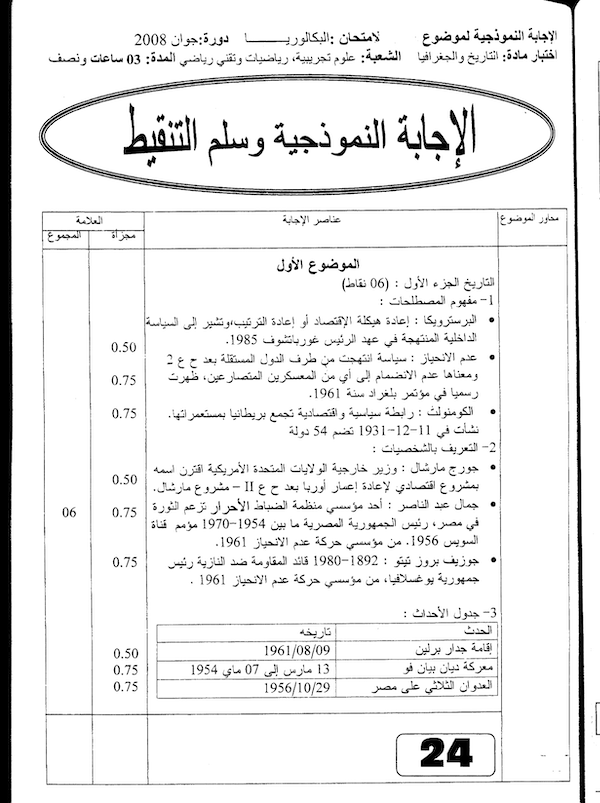 الإجابة النموذجية لموضوع لامتحان :البكالوريـــــا دورة:جوان 2008
اختبار مادة: التاريخ والجغرافيا الشعبة: علوم تجريبية، رياضيات وتقني رياضي المدة: 03 ساعات ونصف
الإجابة النموذجية وسلم التنقيط
محاور الموضوع عناصر الإجابة العلامة
مجزأة المجموع
الموضوع الأول
التاريخ الجزء الأول : (06 نقاط)
1- مفهوم المصطلحات :
• البرسترويكا : إعادة هيكلة الإقتصاد أو إعادة الترتيب،وتشير إلى السياسة
الداخلية المنتهجة في عهد الرئيس غورباتشوف 1985. 0.50
• عدم الانحياز : سياسة انتهجت من طرف الدول المستقلة بعد ح ع 2
ومعناها عدم الانضمام إلى أي من المعسكرين المتصارعين، ظهرت 0.75
رسميا في مؤتمر بلغراد سنة 1961.
• الكومنولث : رابطة سياسية واقتصادية تجمع بريطانيا بمستعمراتها. 0.75
نشأت في 11-12-1931 تضم 54 دولة
2- التعريف بالشخصيات :
• جورج مارشال : وزير خارجية الولايات المتحدة الأمريكية اقترن اسمه
بمشروع اقتصادي لإعادة إعمار أوربا بعد ح ع II – مشروع مارشال. 0.50
• جمال عبد الناصر : أحد مؤسسي منظمة الضباط الأحرار تزعم الثورة 0.75 06
في مصر، رئيس الجمهورية المصرية ما بين 1954-1970 مؤمم قناة
السويس 1956. من مؤسسي حركة عدم الانحياز 1961.
• جوزيف بروز تيتو : 1892-1980 قائد المقاومة ضد النازية رئيس 0.75
جمهورية يوغسلافيا، من مؤسسي حركة عدم الانحياز 1961 .
3- جدول الأحداث :
الحدث تاريخه
إقامة جدار برلين 1961/08/09 0.50
معركة ديان بيان فو 13 مارس إلى 07 ماي 1954 0.75
العدوان الثلاثي على مصر 1956/10/29 0.75
24